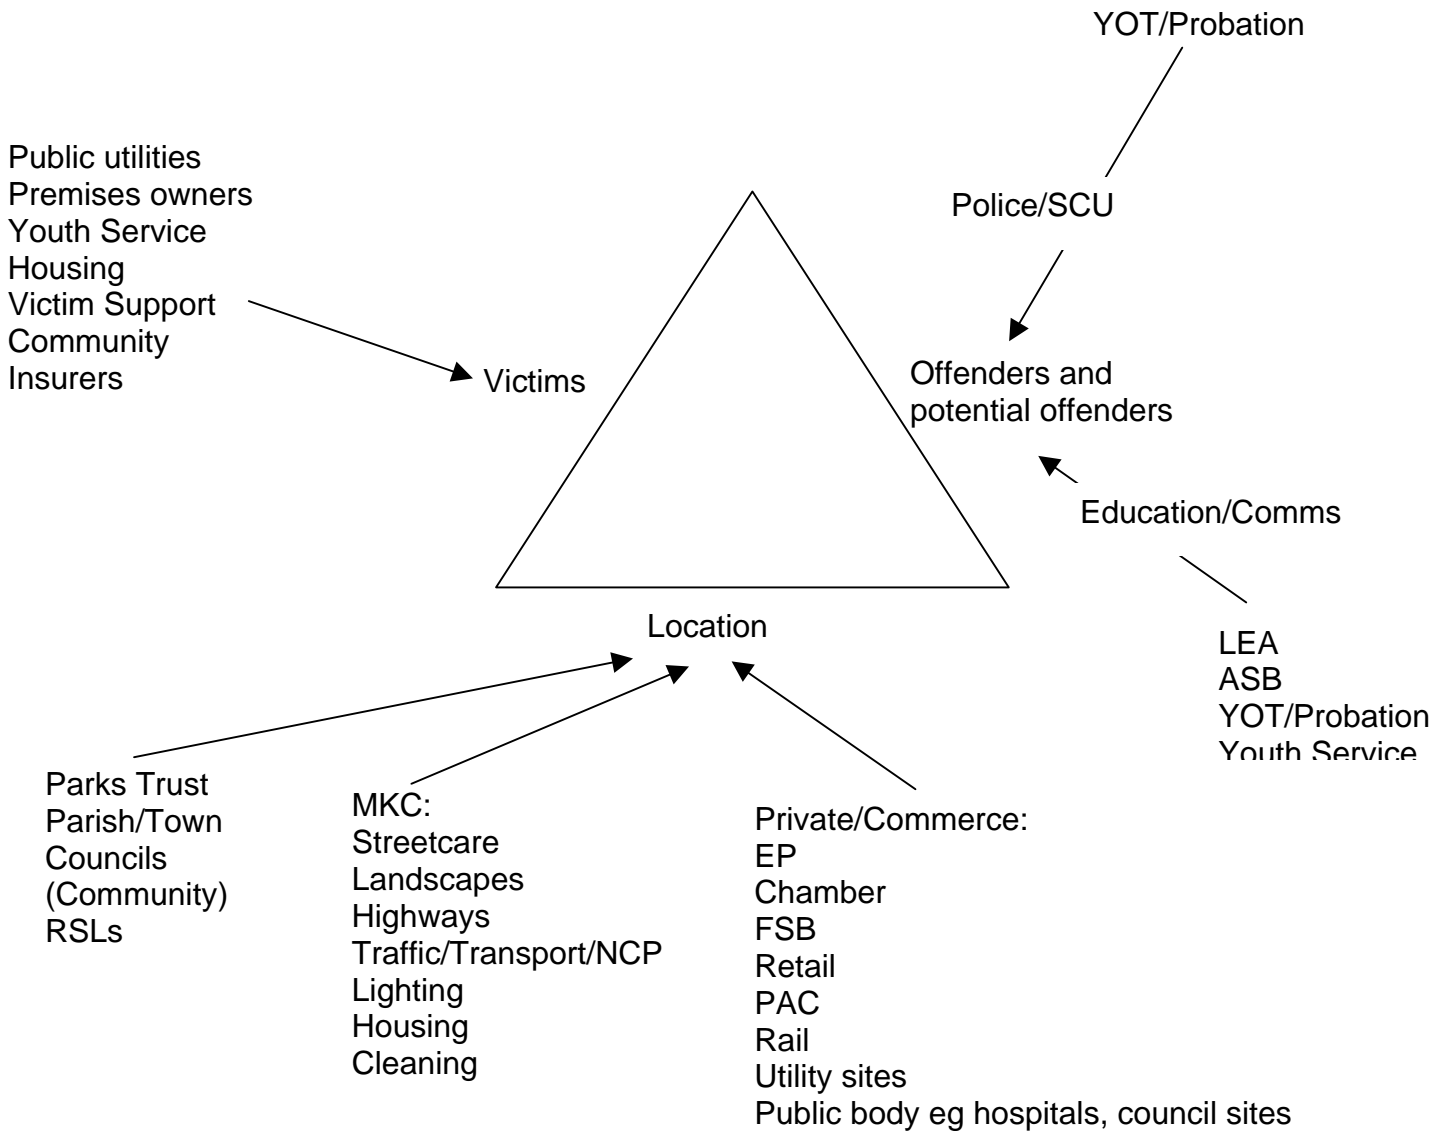 YOT/Probation
Public utilities
Premises owners
Youth Service
Housing
Victim Support
Community
Insurers
Police/SCU
Victims
Offenders and
potential offenders
Education/Comms
Location
LEA
ASB
YOT/Probation
Youth Service
Parks Trust
Parish/Town
Councils
(Community)
RSLs
MKC:
Streetcare
Landscapes
Highways
Traffic/Transport/NCP
Lighting
Housing
Cleaning
Private/Commerce:
EP
Chamber
FSB
Retail
PAC
Rail
Utility sites
Public body eg hospitals, council sites